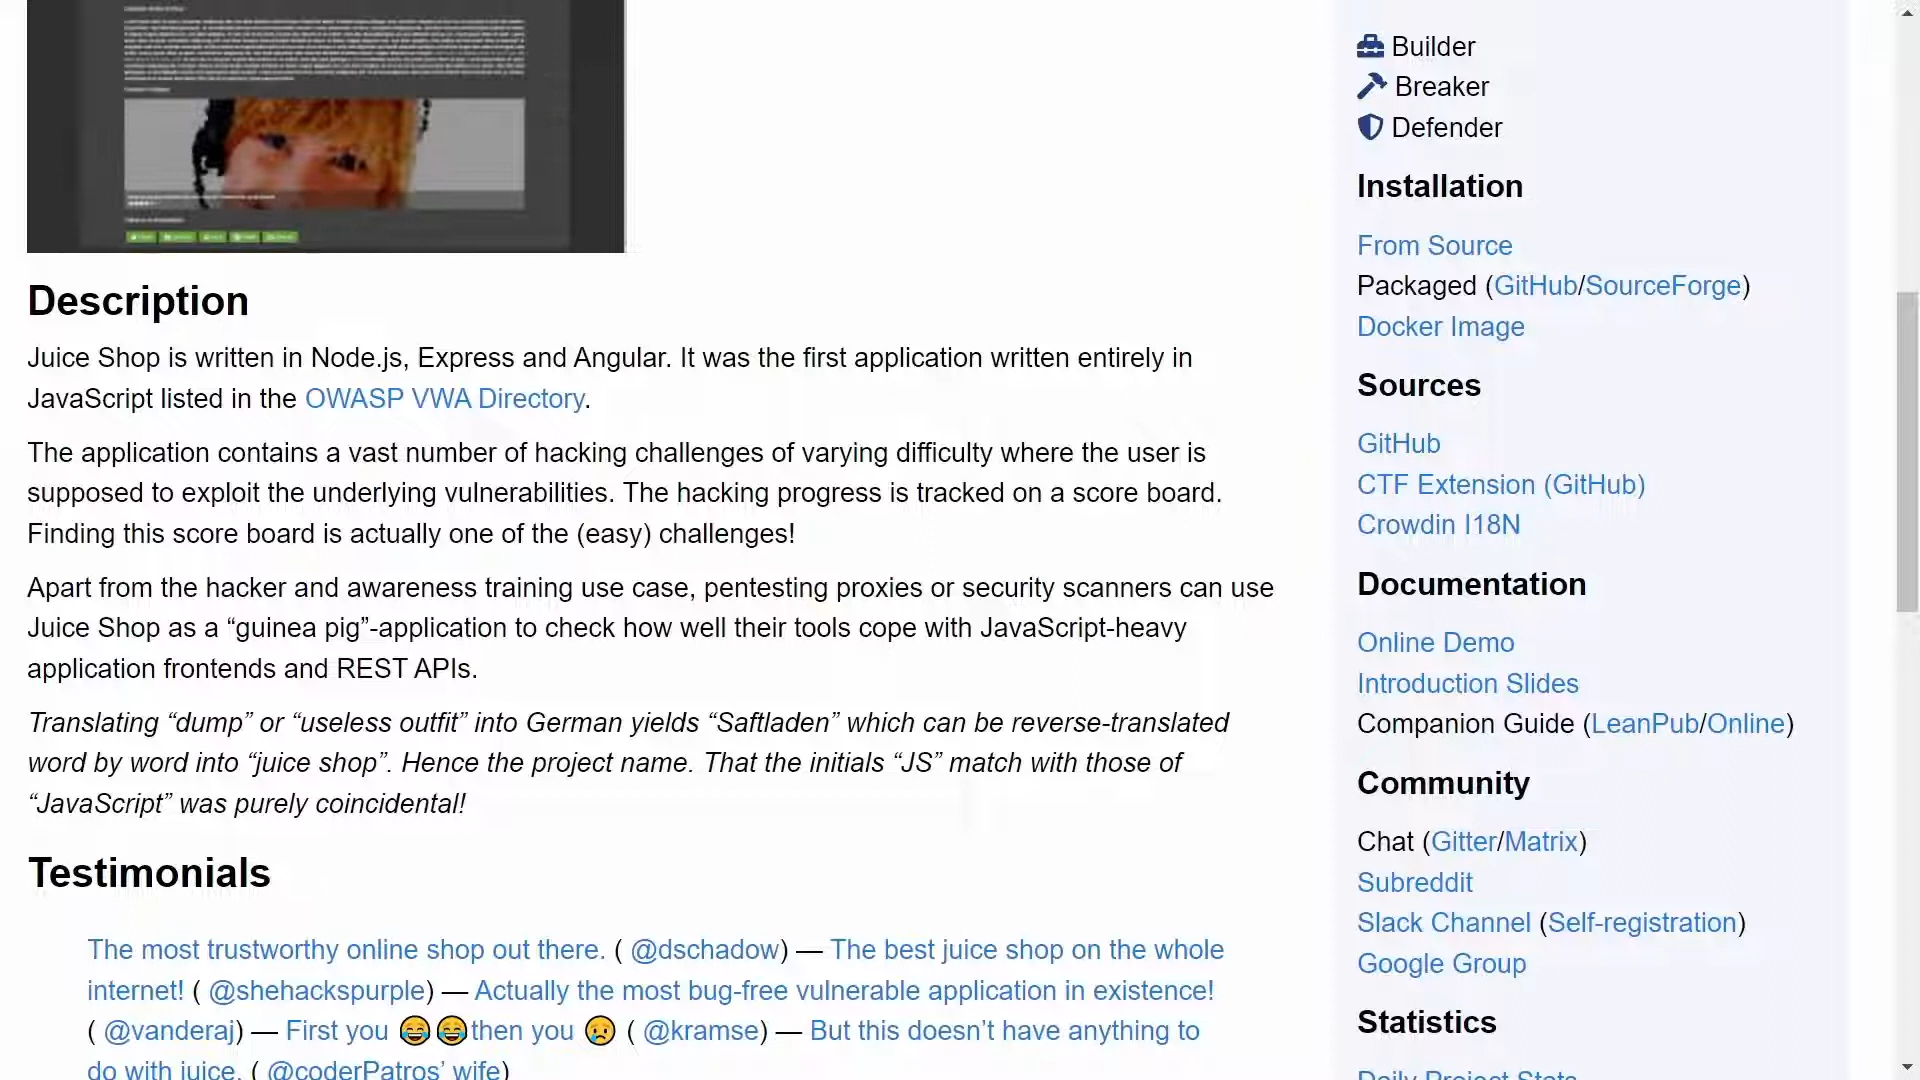 Description
Juice Shop is written in Node.js, Express and Angular. It was the first application written entirely in
JavaScript listed in the OWASP VWA Directory.
The application contains a vast number of hacking challenges of varying difficulty where the user is
supposed to exploit the underlying vulnerabilities. The hacking progress is tracked on a score board.
Finding this score board is actually one of the (easy) challenges!
Apart from the hacker and awareness training use case, pentesting proxies or security scanners can use
Juice Shop as a “guinea pig”-application to check how well their tools cope with JavaScript-heavy
application frontends and REST APIs.
Translating “dump” or “useless outfit” into German yields “Saftladen” which can be reverse-translated
word by word into “juice shop”. Hence the project name. That the initials “JS” match with those of
“JavaScript” was purely coincidental!
Testimonials
The most trustworthy online shop out there. ( @dschadow) — The best juice shop on the whole
internet! ( @shehackspurple) — Actually the most bug-free vulnerable application in existence!
( @vanderaj) — First you 😂😂then you 😢 ( @kramse) — But this doesn’t have anything to
do with juice. ( @coderPatros’ wife)
Builder
Breaker
Defender
Installation
From Source
Packaged (GitHub/SourceForge)
Docker Image
Sources
GitHub
CTF Extension (GitHub)
Crowdin I18N
Documentation
Online Demo
Introduction Slides
Companion Guide (LeanPub/Online)
Community
Chat (Gitter/Matrix)
Subreddit
Slack Channel (Self-registration)
Google Group
Statistics
Daily Project Stats